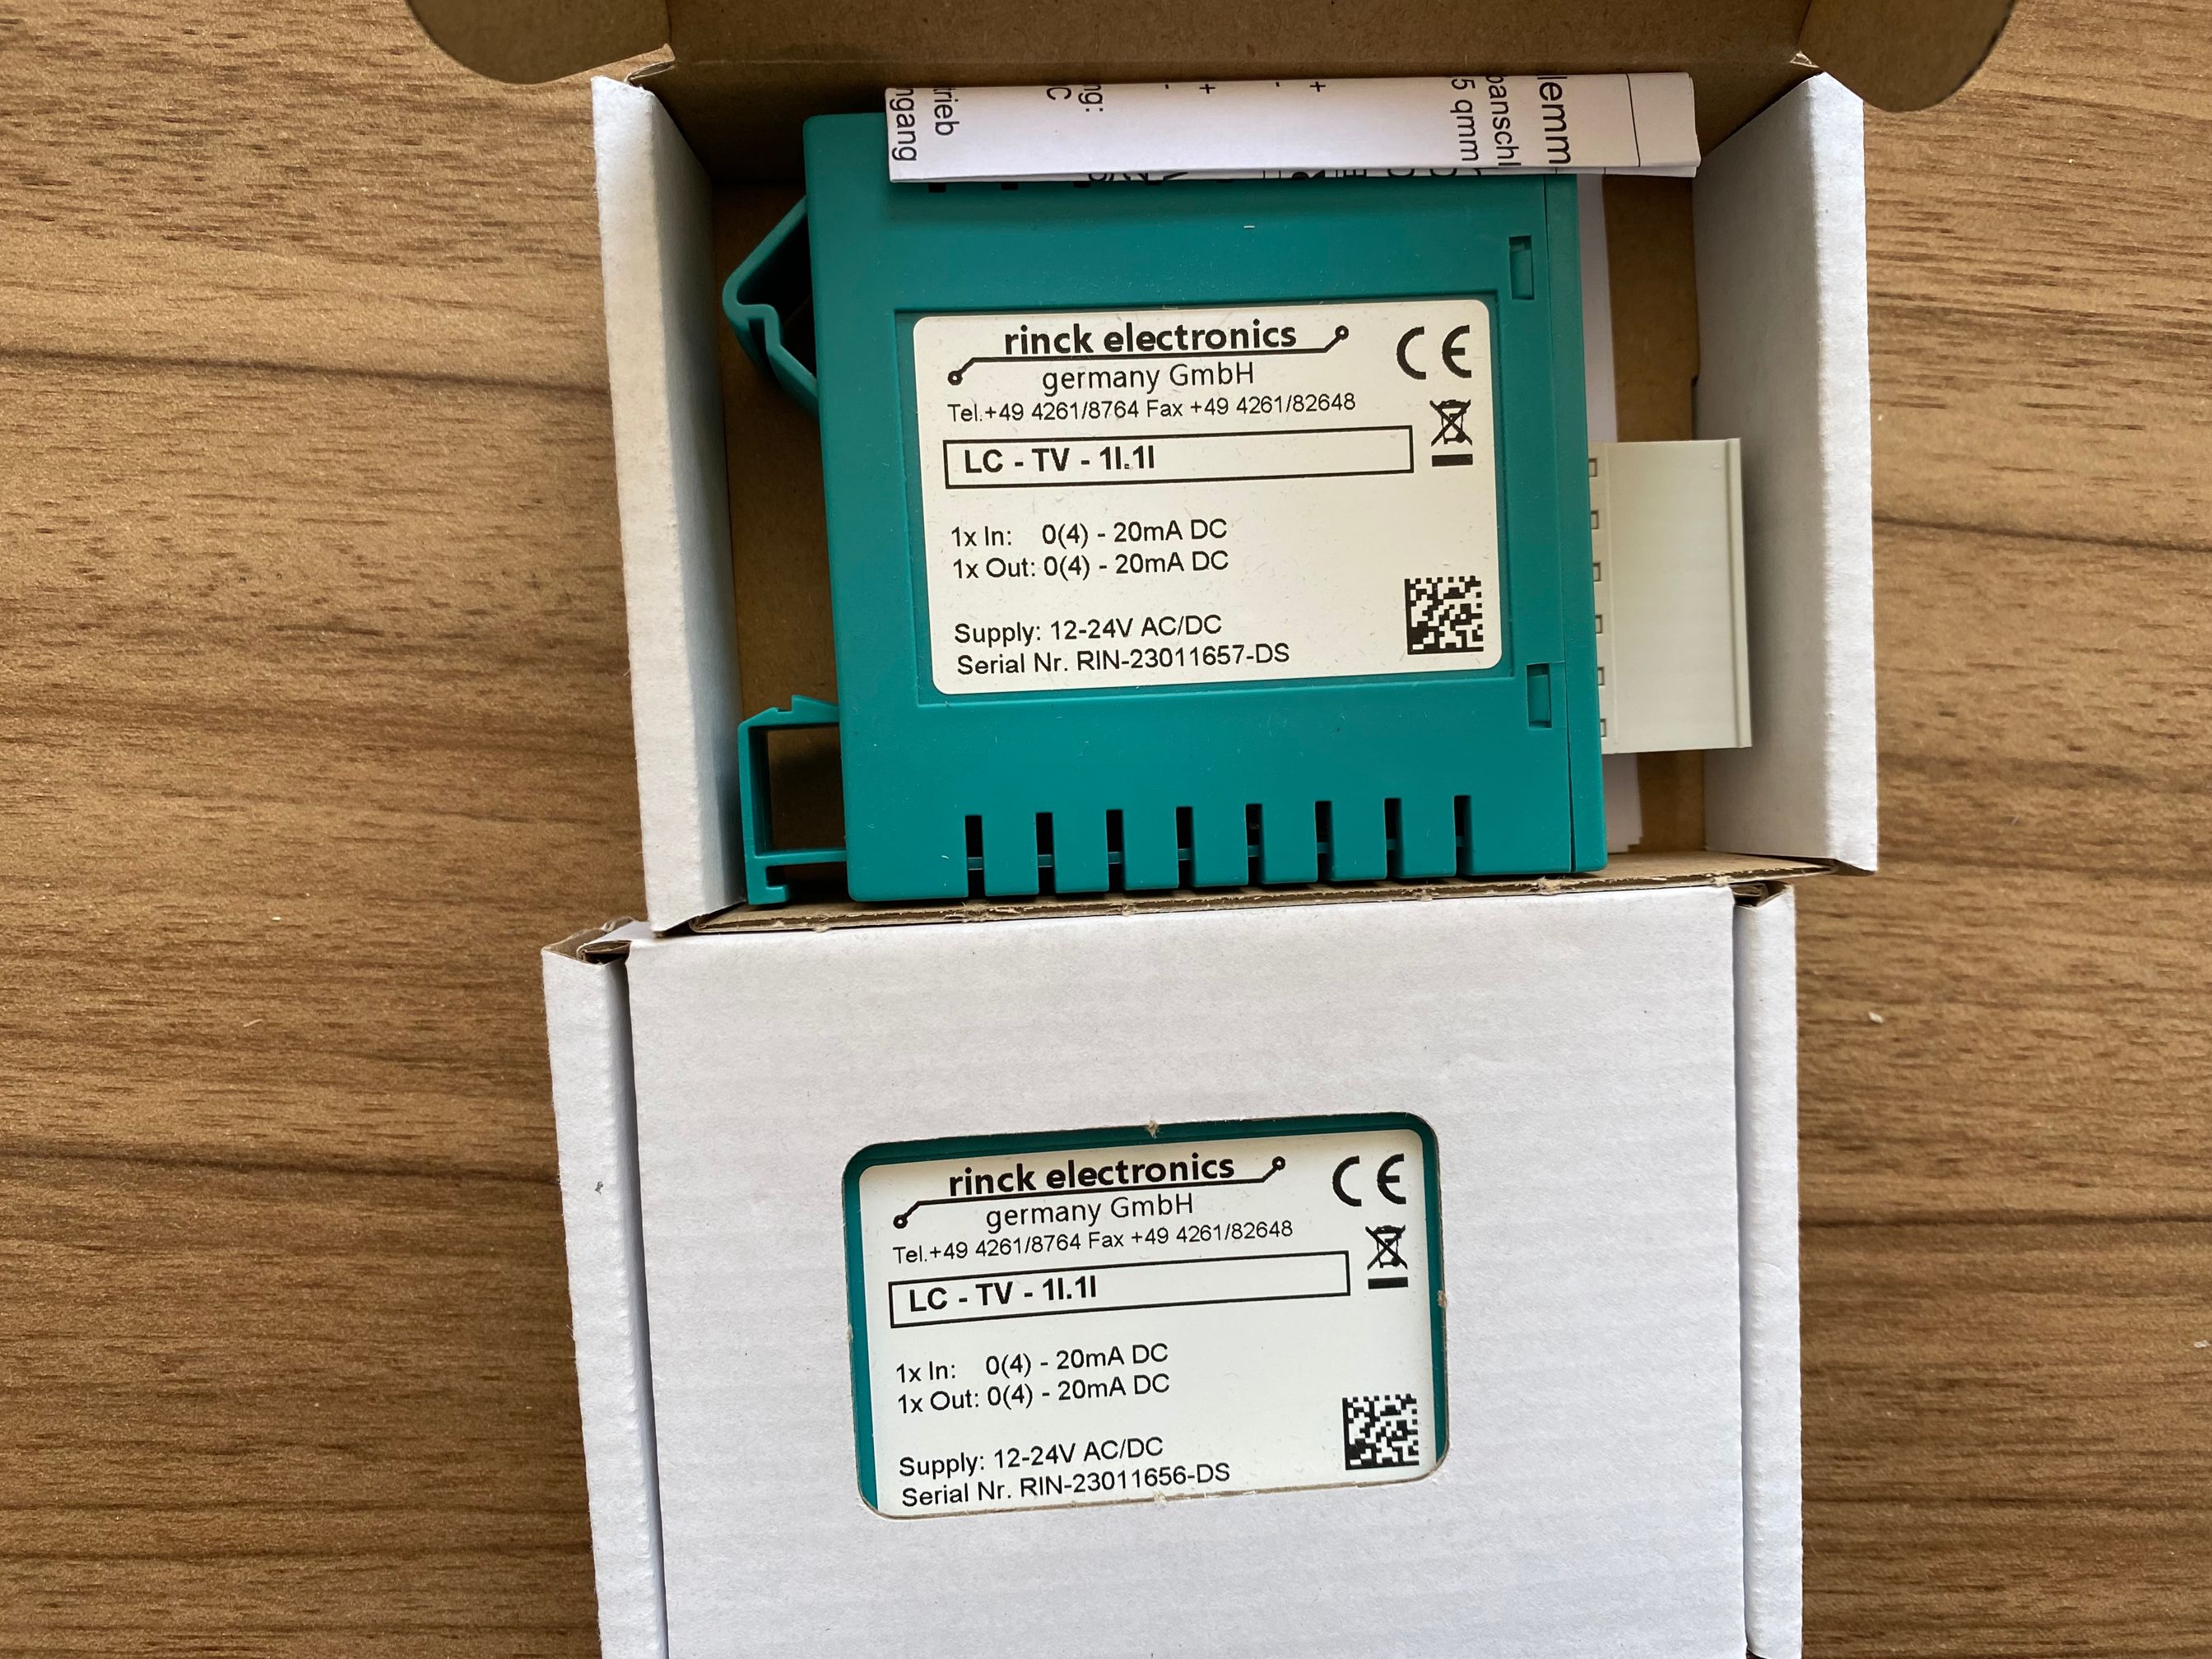 lemm
panschl
5 qmm
+
-
+
-
ng:
C
rieb
ngang
rinck electronics
germany GmbH
CE
Tel.+49 4261/8764 Fax +49 4261/82648
LC - TV - 1I.1I
1x In: 0(4) - 20mA DC
1x Out: 0(4) - 20mA DC
Supply: 12-24V AC/DC
Serial Nr. RIN-23011657-DS
rinck electronics
germany GmbH
CE
Tel.+49 4261/8764 Fax +49 4261/82648
LC - TV - 1I.1I
1x In: 0(4) - 20mA DC
1x Out: 0(4) - 20mA DC
Supply: 12-24V AC/DC
Serial Nr. RIN-23011656-DS